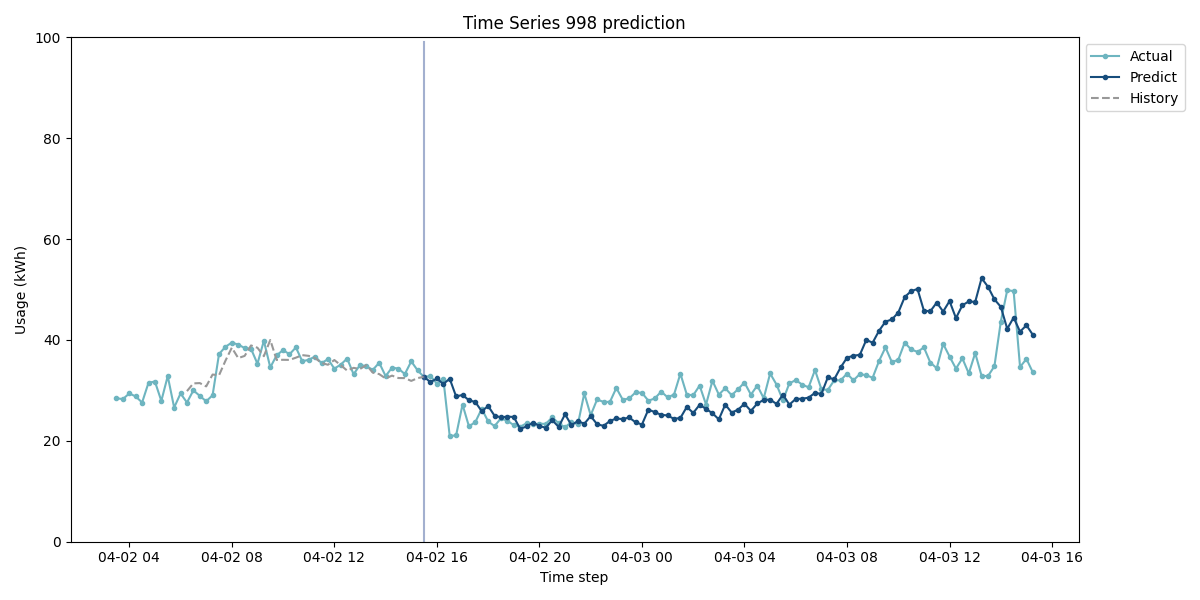 Time Series 998 prediction
Actual
Predict
History
Usage (kWh)
100
80
60
40
20
0
04-02 04
04-02 08
04-02 12
04-02 16
04-02 20
04-03 00
04-03 04
04-03 08
04-03 12
04-03 16
Time step